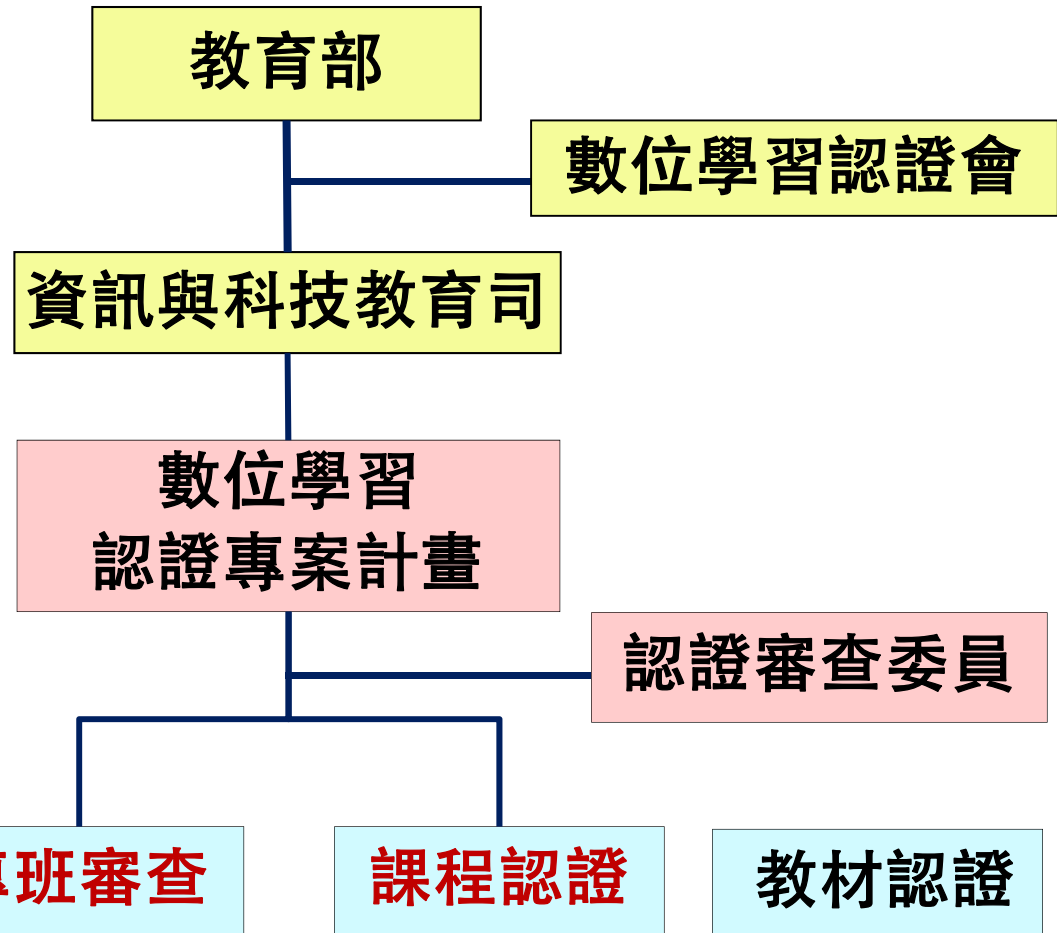 教育部
數位學習認證會
資訊與科技教育司
數位學習
認證專案計畫
認證審查委員
班審查
課程認證
教材認證